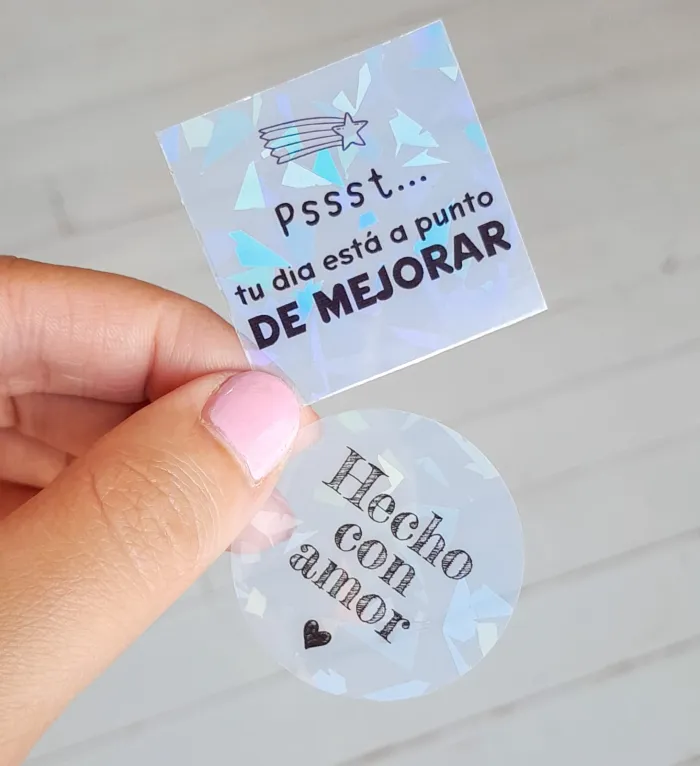 Pssst...
tu dia está a punto
DE MEJORAR
Hecho
con
amor